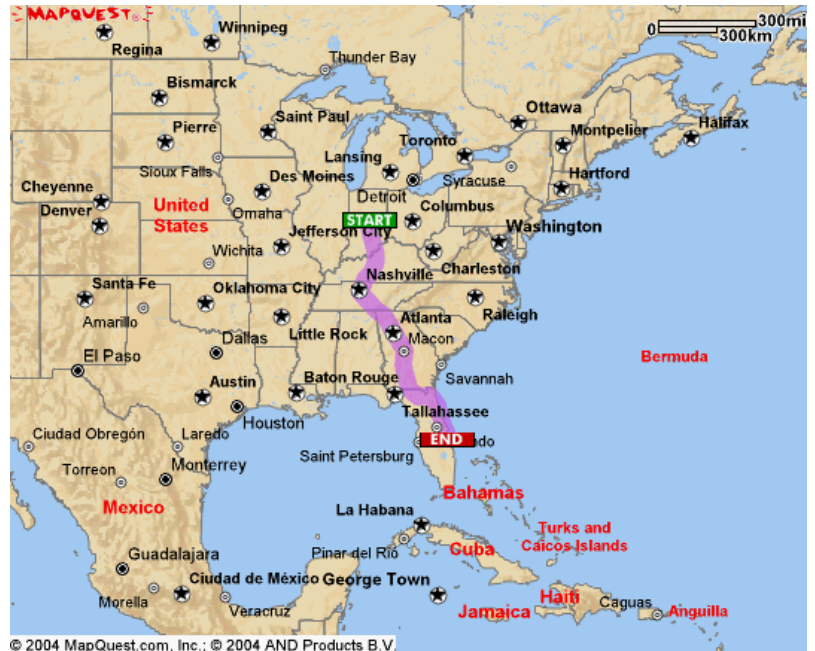 MAPQUEST
300mi
0
300km
Winnipeg
Regina
Thunder Bay
Bismarck
Ottawa
Saint Paul
Halifax
Pierre
Toronto
Montpelier
Lansing
Sioux Falls
Hartford
Des Moines
Syracuse
Cheyenne
Detroit
United
States
Omaha
Columbus
Denver
START
Washington
Jefferson City
Wichita
Nashville
Charleston
Santa Fe
Oklahoma City
Raleigh
Amarillo
Atlanta
Little Rock
Macon
Dallas
El Paso
Bermuda
Baton Rouge
Savannah
Austin
Tallahassee
Houston
Ciudad Obregón
Laredo
END
ndo
Saint Petersburg
Torreon
Monterrey
Bahamas
Mexico
La Habana
Turks and
Caicos Islands
Pinar del Rió
Cuba
Guadalajara
Ciudad de México
George Town
Haiti
Morella
Veracruz
Jamaica
Caguas
Anguilla
© 2004 MapQuest.com, Inc.; © 2004 AND Products B.V.